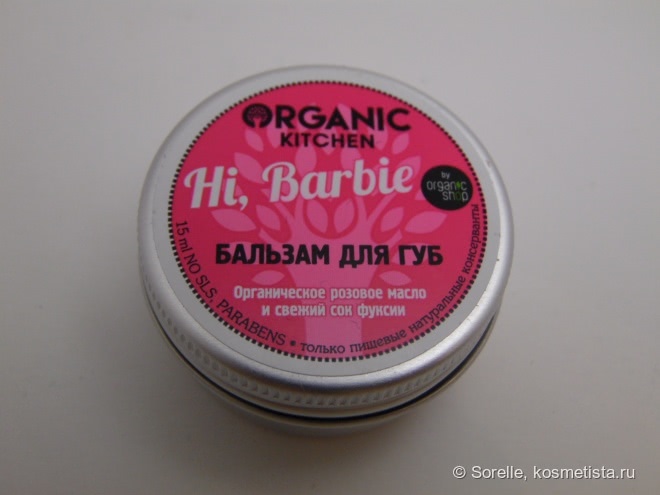 ORGANIC
KITCHEN
Hi, Barbie
by
organic
shop
БАЛЬЗАМ ДЛЯ ГУБ
Органическое розовое масло
и свежий сок фуксии
15 ml NO SLS, PARABENS • только пищевые натуральные консерванты
© Sorelle, kosmetista.ru